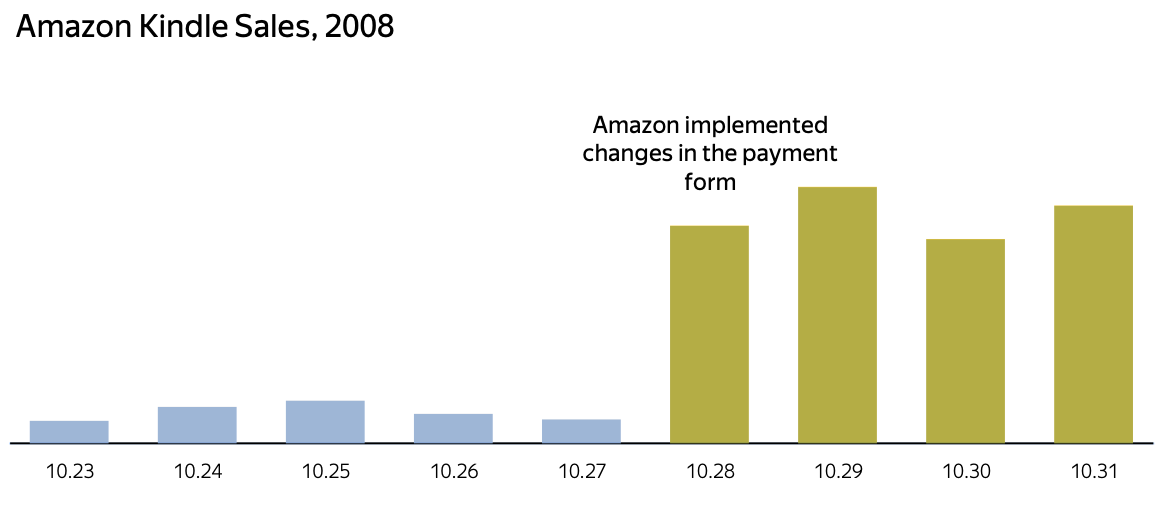 Amazon Kindle Sales, 2008
Amazon implemented
changes in the payment
form
10.23
10.24
10.25
10.26
10.27
10.28
10.29
10.30
10.31